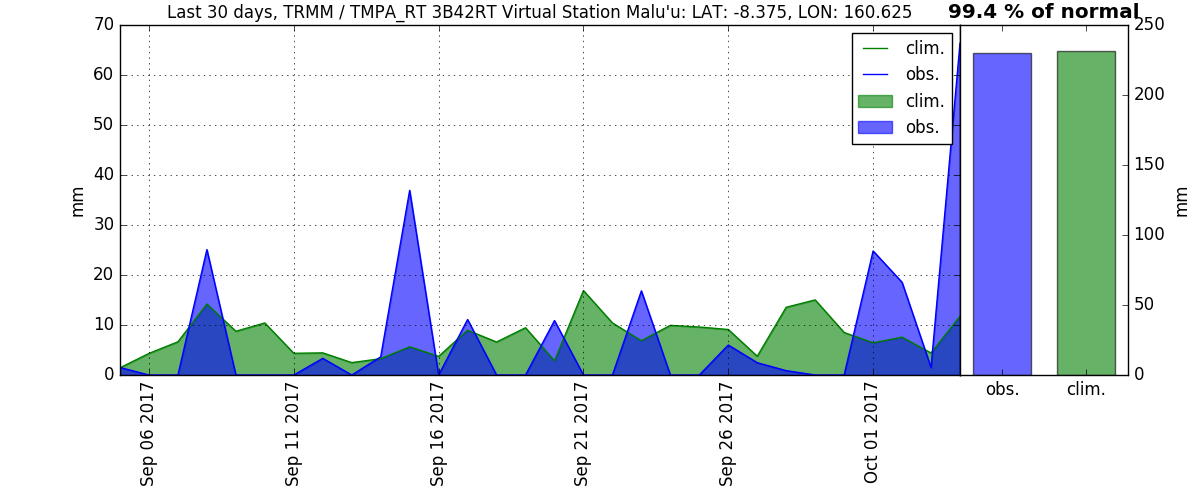 Last 30 days, TRMM / TMPA_RT 3B42RT Virtual Station Malu'u: LAT: -8.375, LON: 160.625
99.4 % of normal
70
60
50
40
30
20
10
0
mm
clim.
obs.
clim.
obs.
250
200
150
100
50
0
mm
Sep 06 2017
Sep 11 2017
Sep 16 2017
Sep 21 2017
Sep 26 2017
Oct 01 2017
obs.
clim.